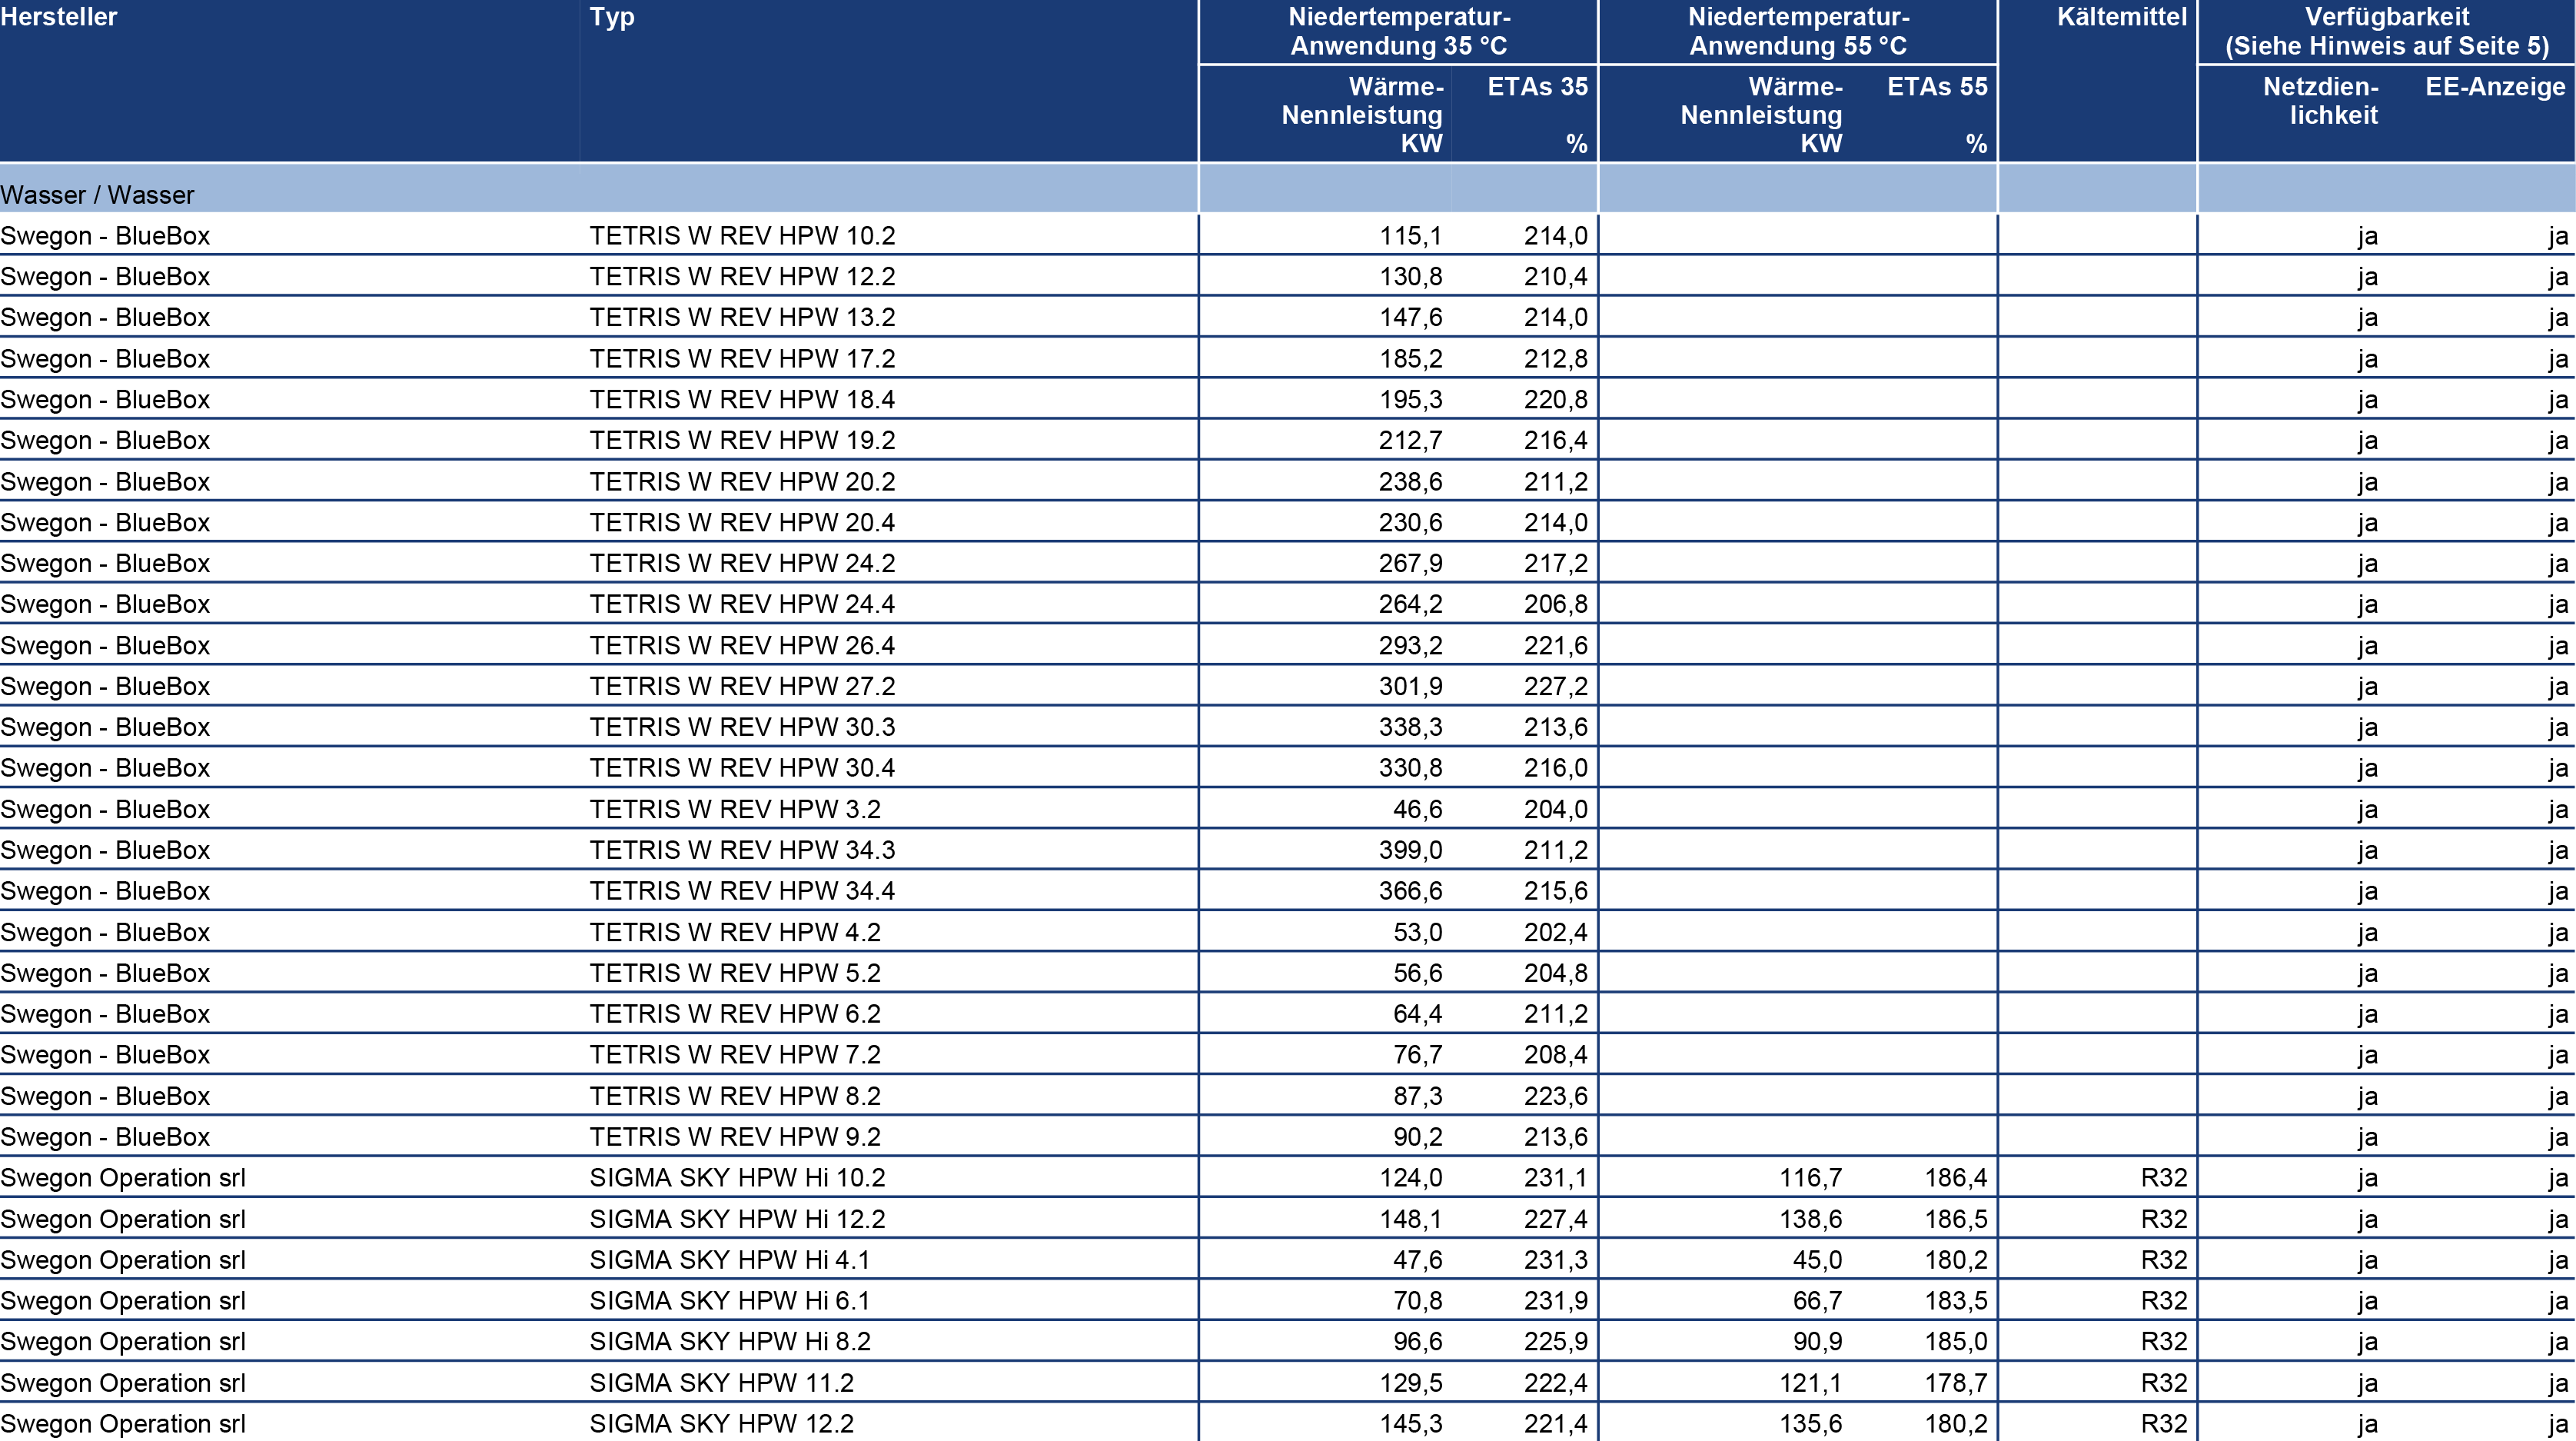 Hersteller Typ Niedertemperatur- Niedertemperatur- Kältemittel Verfügbarkeit
Anwendung 35 °C Anwendung 55 °C (Siehe Hinweis auf Seite 5)
Wärme- ETAs 35 Wärme- ETAs 55 Netzdien- EE-Anzeige
Nennleistung Nennleistung lichkeit
KW % KW %
Wasser / Wasser
Swegon - BlueBox TETRIS W REV HPW 10.2 115,1 214,0 ja ja
Swegon - BlueBox TETRIS W REV HPW 12.2 130,8 210,4 ja ja
Swegon - BlueBox TETRIS W REV HPW 13.2 147,6 214,0 ja ja
Swegon - BlueBox TETRIS W REV HPW 17.2 185,2 212,8 ja ja
Swegon - BlueBox TETRIS W REV HPW 18.4 195,3 220,8 ja ja
Swegon - BlueBox TETRIS W REV HPW 19.2 212,7 216,4 ja ja
Swegon - BlueBox TETRIS W REV HPW 20.2 238,6 211,2 ja ja
Swegon - BlueBox TETRIS W REV HPW 20.4 230,6 214,0 ja ja
Swegon - BlueBox TETRIS W REV HPW 24.2 267,9 217,2 ja ja
Swegon - BlueBox TETRIS W REV HPW 24.4 264,2 206,8 ja ja
Swegon - BlueBox TETRIS W REV HPW 26.4 293,2 221,6 ja ja
Swegon - BlueBox TETRIS W REV HPW 27.2 301,9 227,2 ja ja
Swegon - BlueBox TETRIS W REV HPW 30.3 338,3 213,6 ja ja
Swegon - BlueBox TETRIS W REV HPW 30.4 330,8 216,0 ja ja
Swegon - BlueBox TETRIS W REV HPW 3.2 46,6 204,0 ja ja
Swegon - BlueBox TETRIS W REV HPW 34.3 399,0 211,2 ja ja
Swegon - BlueBox TETRIS W REV HPW 34.4 366,6 215,6 ja ja
Swegon - BlueBox TETRIS W REV HPW 4.2 53,0 202,4 ja ja
Swegon - BlueBox TETRIS W REV HPW 5.2 56,6 204,8 ja ja
Swegon - BlueBox TETRIS W REV HPW 6.2 64,4 211,2 ja ja
Swegon - BlueBox TETRIS W REV HPW 7.2 76,7 208,4 ja ja
Swegon - BlueBox TETRIS W REV HPW 8.2 87,3 223,6 ja ja
Swegon - BlueBox TETRIS W REV HPW 9.2 90,2 213,6 ja ja
Swegon Operation srl SIGMA SKY HPW Hi 10.2 124,0 231,1 116,7 186,4 R32 ja ja
Swegon Operation srl SIGMA SKY HPW Hi 12.2 148,1 227,4 138,6 186,5 R32 ja ja
Swegon Operation srl SIGMA SKY HPW Hi 4.1 47,6 231,3 45,0 180,2 R32 ja ja
Swegon Operation srl SIGMA SKY HPW Hi 6.1 70,8 231,9 66,7 183,5 R32 ja ja
Swegon Operation srl SIGMA SKY HPW Hi 8.2 96,6 225,9 90,9 185,0 R32 ja ja
Swegon Operation srl SIGMA SKY HPW 11.2 129,5 222,4 121,1 178,7 R32 ja ja
Swegon Operation srl SIGMA SKY HPW 12.2 145,3 221,4 135,6 180,2 R32 ja ja